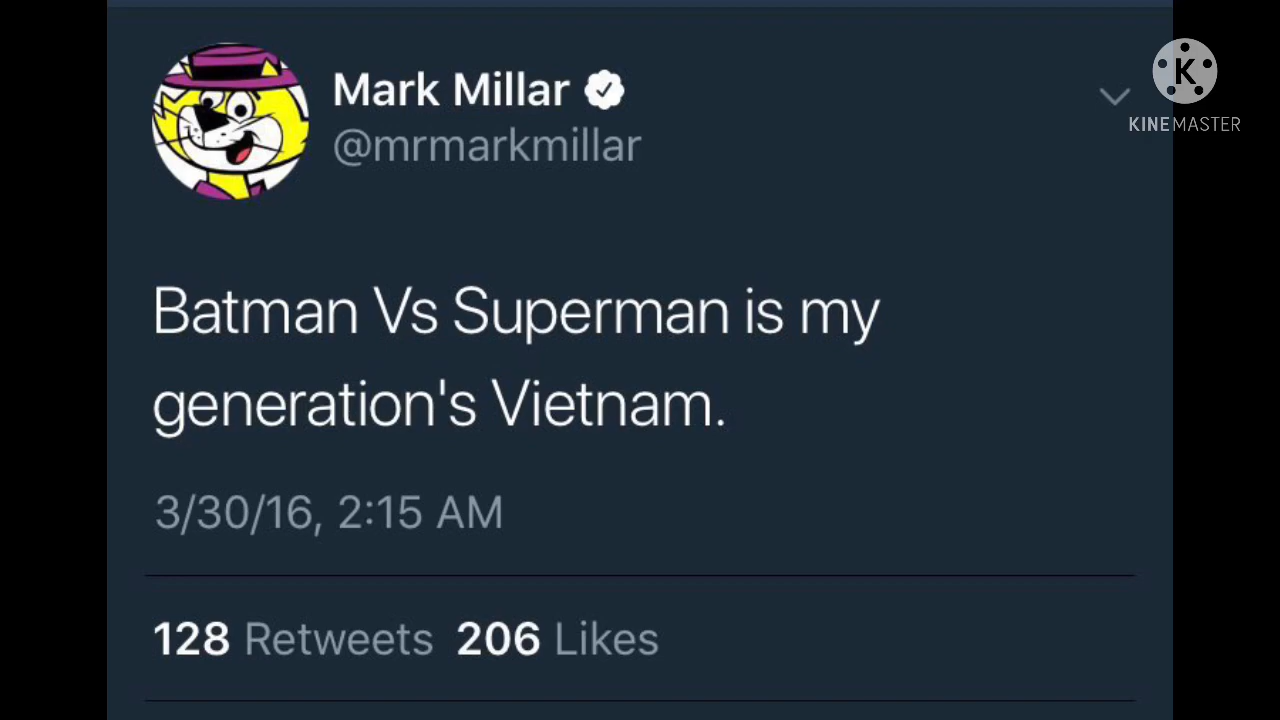 Mark Millar
@mrmarkmillar
K
KINEMASTER
Batman Vs Superman is my
generation's Vietnam.
3/30/16, 2:15 AM
128 Retweets 206 Likes